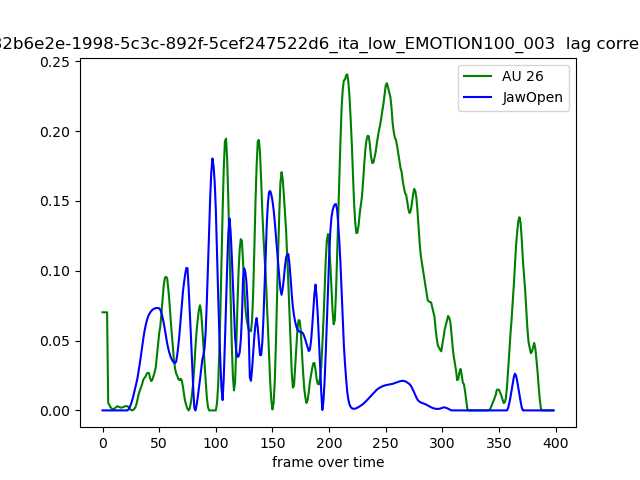 32b6e2e-1998-5c3c-892f-5cef247522d6_ita_low_EMOTION100_003 lag corre
0.25
AU 26
JawOpen
0.20
0.15
0.10
0.05
0.00
0 50 100 150 200 250 300 350 400
frame over time